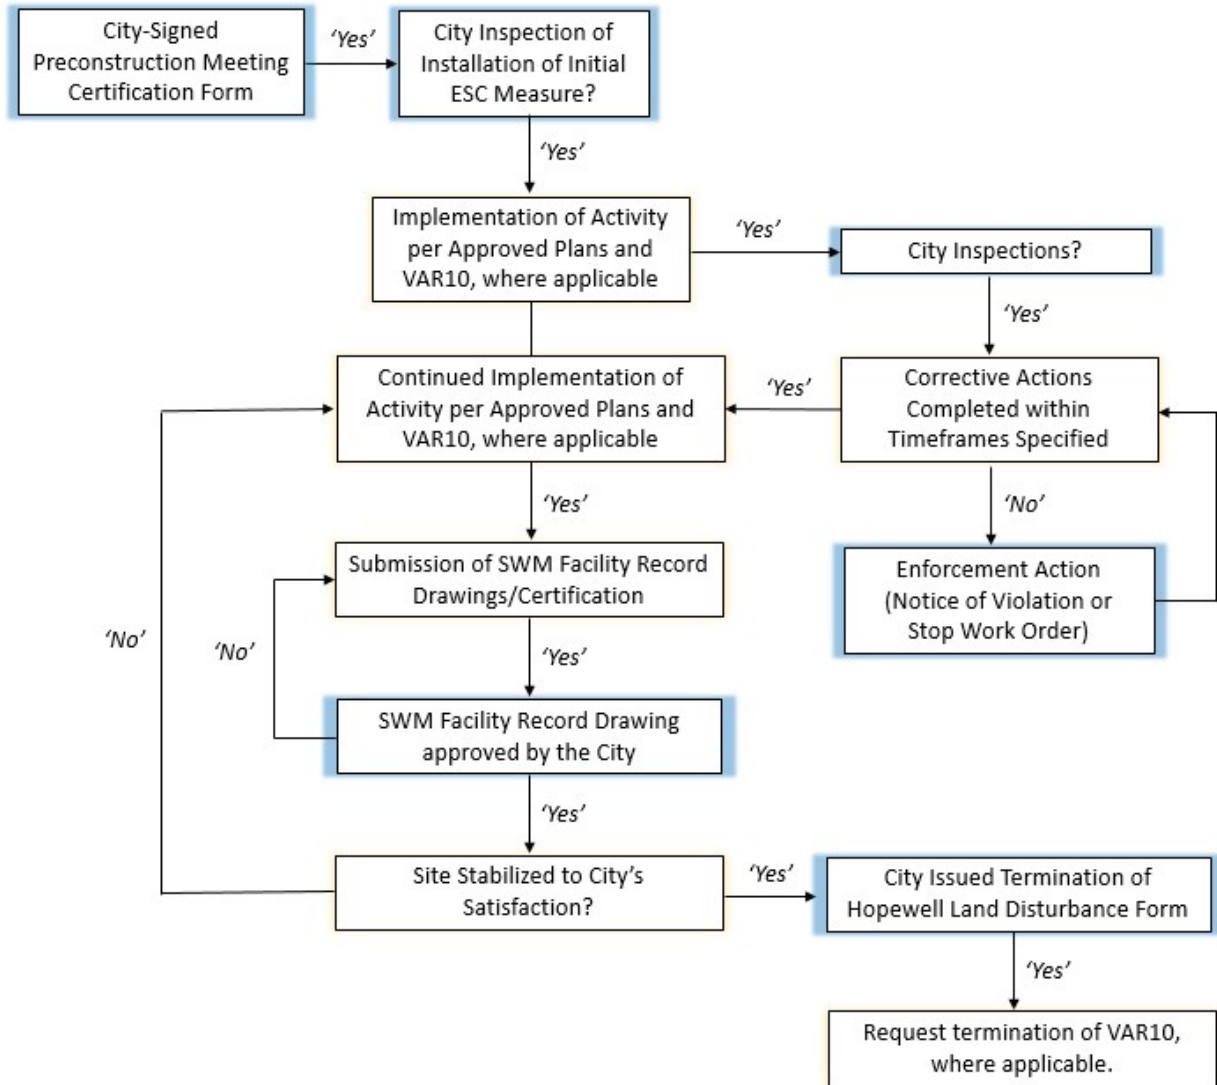 City-Signed
Preconstruction Meeting
Certification Form
‘Yes’
City Inspection of
Installation of Initial
ESC Measure?
‘Yes’
Implementation of Activity
per Approved Plans and
VAR10, where applicable
‘Yes’
City Inspections?
‘Yes’
Continued Implementation of
Activity per Approved Plans and
VAR10, where applicable
‘Yes’
Corrective Actions
Completed within
Timeframes Specified
‘Yes’
‘No’
Submission of SWM Facility Record
Drawings/Certification
Enforcement Action
(Notice of Violation or
Stop Work Order)
‘No’
‘No’
‘Yes’
SWM Facility Record Drawing
approved by the City
‘Yes’
Site Stabilized to City’s
Satisfaction?
‘Yes’
City Issued Termination of
Hopewell Land Disturbance Form
‘Yes’
Request termination of VAR10,
where applicable.